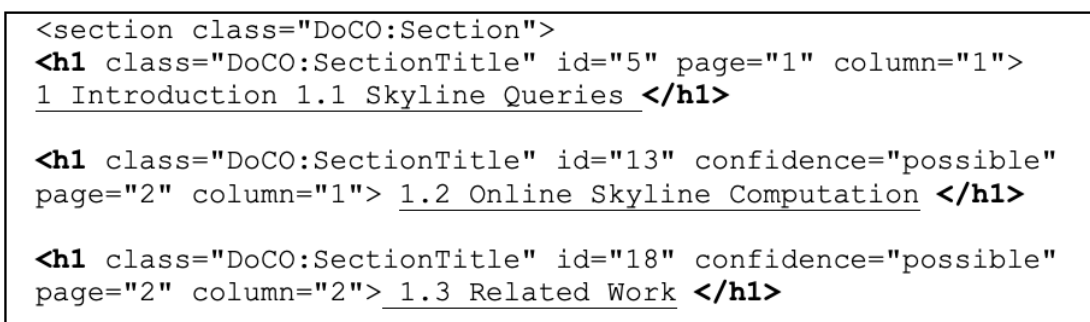 <section class="DoCO:Section">
<h1 class="DoCO:SectionTitle" id="5" page="1" column="1">
1 Introduction 1.1 Skyline Queries </h1>
<h1 class="DoCO:SectionTitle" id="13" confidence="possible"
page="2" column="1"> 1.2 Online Skyline Computation </h1>
<h1 class="DoCO:SectionTitle" id="18" confidence="possible"
page="2" column="2"> 1.3 Related Work </h1>